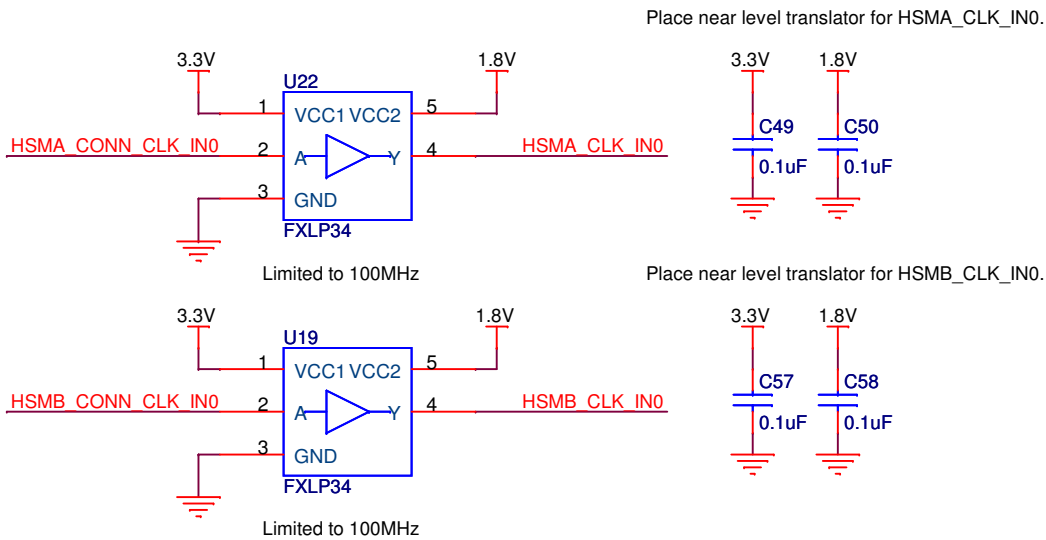 Place near level translator for HSMA_CLK_IN0.
3.3V 1.8V 3.3V 1.8V
U22
1 VCC1 VCC2 5
C49 C50
HSMA_CONN_CLK_IN0 2 A Y 4 HSMA_CLK_IN0
0.1uF 0.1uF
3 GND
FXLP34
Limited to 100MHz
Place near level translator for HSMB_CLK_IN0.
3.3V 1.8V 3.3V 1.8V
U19
1 VCC1 VCC2 5
C57 C58
HSMB_CONN_CLK_IN0 2 A Y 4 HSMB_CLK_IN0
0.1uF 0.1uF
3 GND
FXLP34
Limited to 100MHz